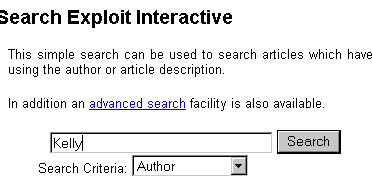 Search Exploit Interactive
This simple search can be used to search articles which have
using the author or article description.
In addition an advanced search facility is also available.
Kelly Search
Search Criteria: Author